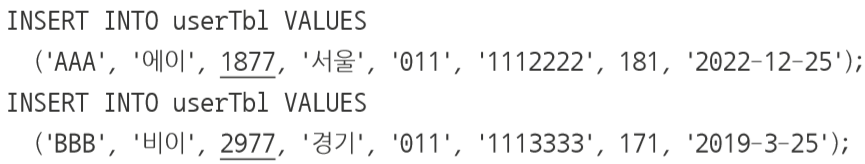 INSERT INTO userTbl VALUES
('AAA', '에이', 1877, '서울', '011', '1112222', 181, '2022-12-25');
INSERT INTO userTbl VALUES
('BBB', '비이', 2977, '경기', '011', '1113333', 171, '2019-3-25');